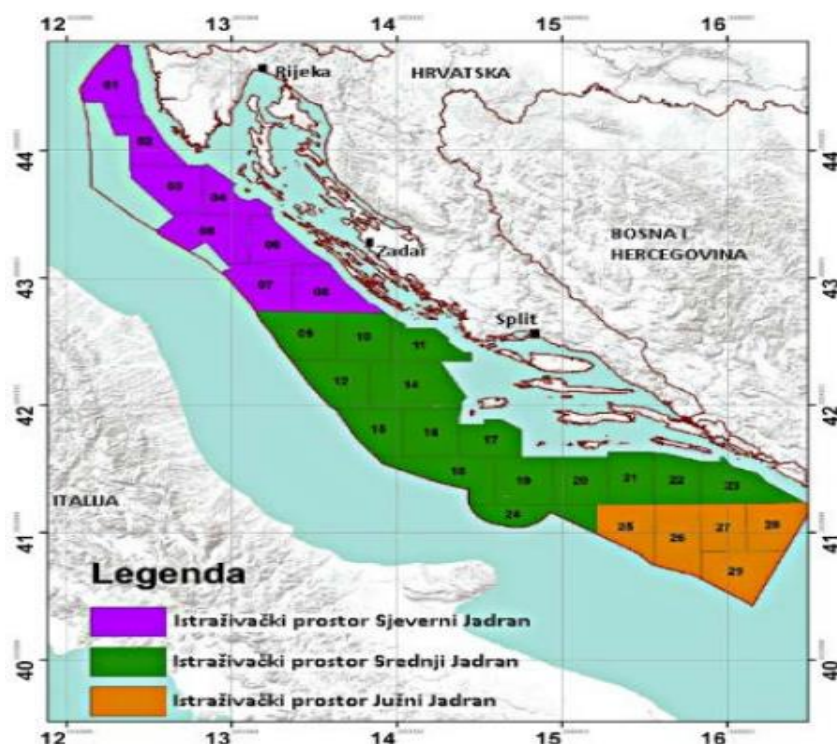 12 13 14 15 16
Rijeka
HRVATSKA
01
44 44
02
03 04
05 06
Zadar
BOSNA I
HERCEGOVINA
07 08
43 43
Split
09 10 11
12 14
42 42
15 16 17
18 19 20 21 22 23
ITALIJA
24 25 26 27 28
41 41
29
Legenda
Istraživački prostor Sjeverni Jadran
Istraživački prostor Srednji Jadran
40 40
Istraživački prostor Južni Jadran
12 13 14 15 16